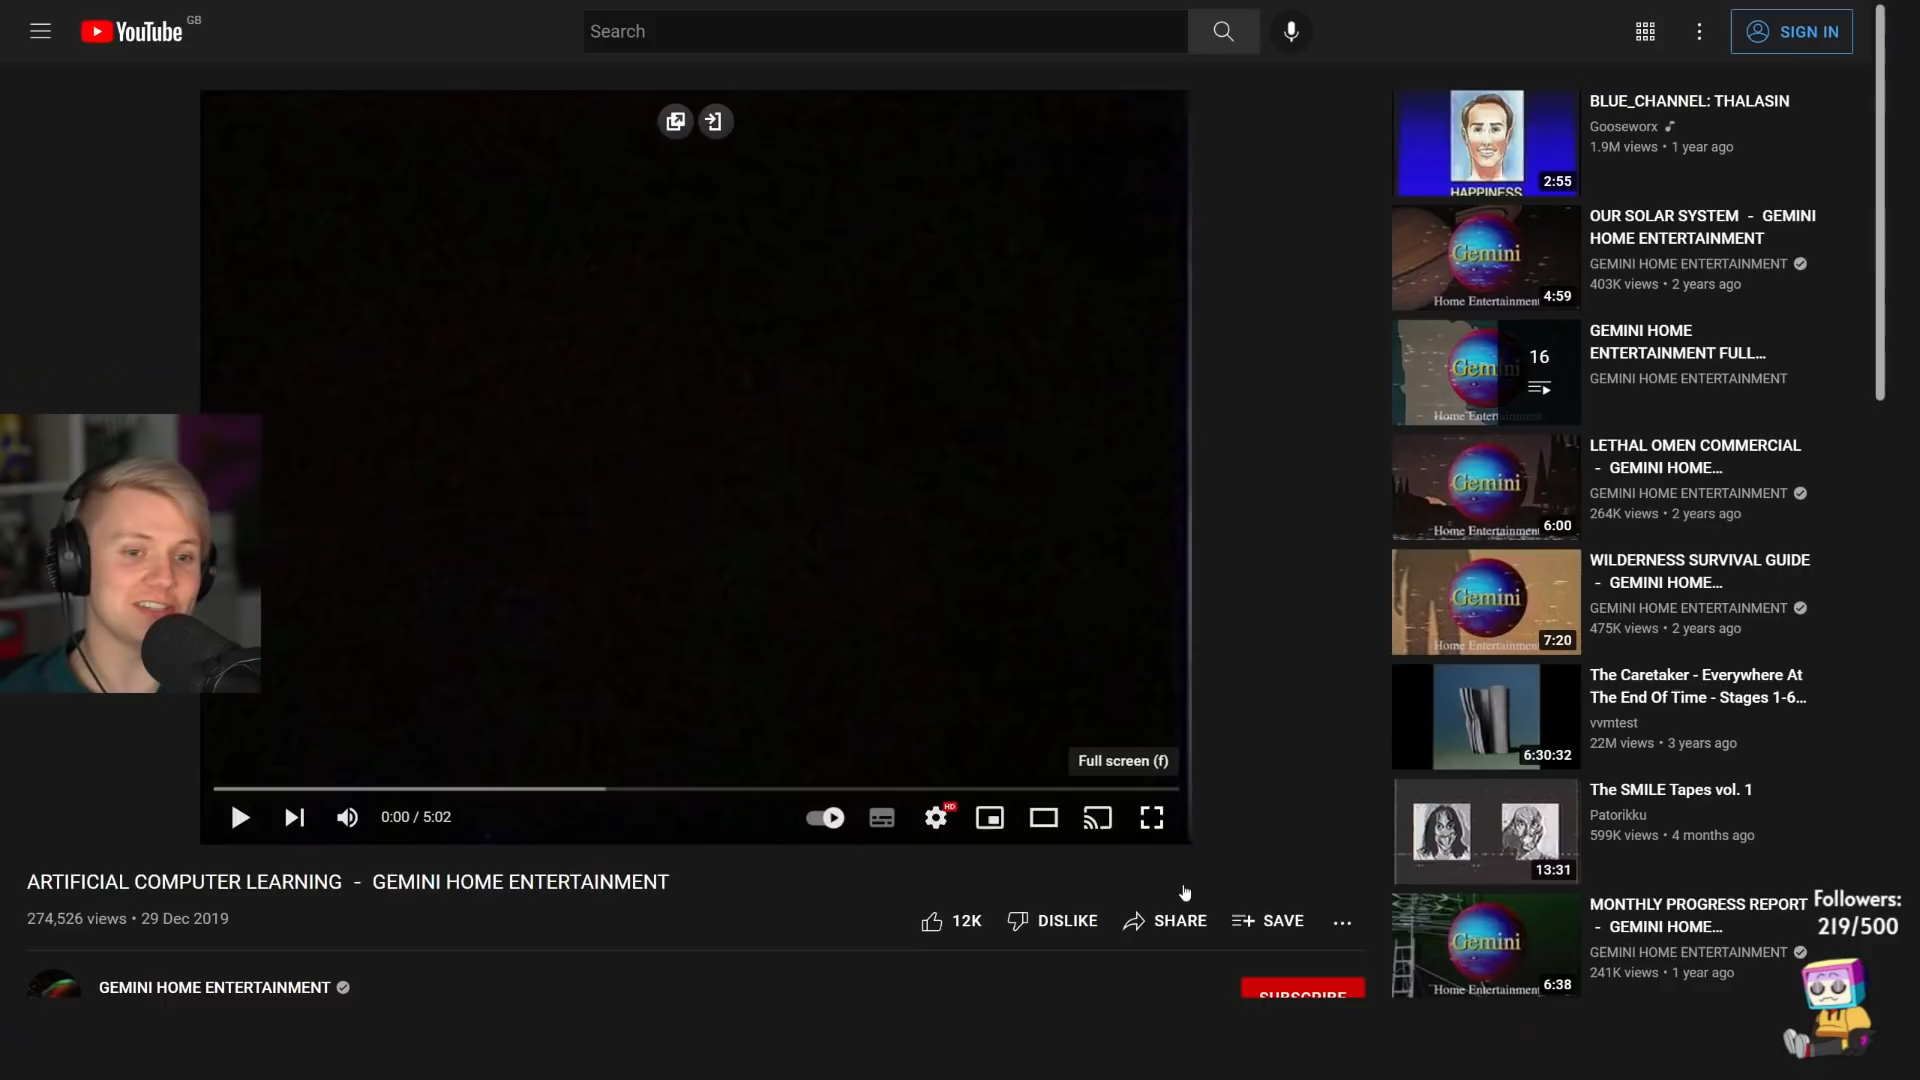 YouTube GB
Search
SIGN IN
Full screen (f)
0:00 / 5:02
HD
ARTIFICIAL COMPUTER LEARNING - GEMINI HOME ENTERTAINMENT
274,526 views • 29 Dec 2019
12K
DISLIKE
SHARE
SAVE
GEMINI HOME ENTERTAINMENT
SUBSCRIBE
HAPPINESS
2:55
BLUE_CHANNEL: THALASIN
Gooseworx
1.9M views • 1 year ago
Gemini
Home Entertainment
4:59
OUR SOLAR SYSTEM - GEMINI
HOME ENTERTAINMENT
GEMINI HOME ENTERTAINMENT
403K views • 2 years ago
Gemini
Home Entertainment
16
GEMINI HOME
ENTERTAINMENT FULL...
GEMINI HOME ENTERTAINMENT
Gemini
Home Entertainment
6:00
LETHAL OMEN COMMERCIAL
- GEMINI HOME...
GEMINI HOME ENTERTAINMENT
264K views • 2 years ago
Gemini
Home Entertainment
7:20
WILDERNESS SURVIVAL GUIDE
- GEMINI HOME...
GEMINI HOME ENTERTAINMENT
475K views • 2 years ago
6:30:32
The Caretaker - Everywhere At
The End Of Time - Stages 1-6...
vvmtest
22M views • 3 years ago
13:31
The SMILE Tapes vol. 1
Patorikku
599K views • 4 months ago
Gemini
Home Entertainment
6:38
MONTHLY PROGRESS REPORT
- GEMINI HOME...
GEMINI HOME ENTERTAINMENT
241K views • 1 year ago
Followers:
219/500